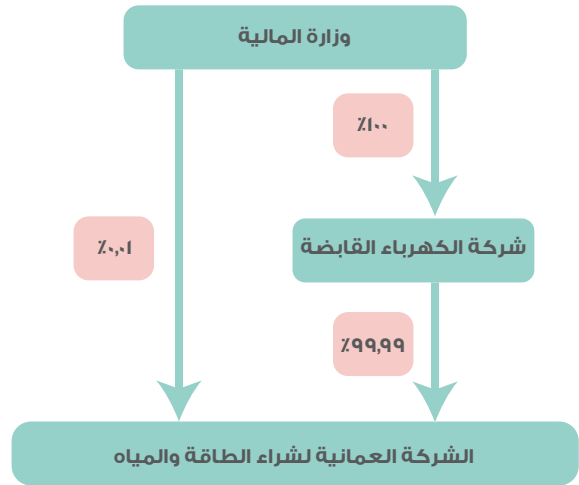 وزارة المالية
٪١٠٠
٪٠,٠١
شركة الكهرباء القابضة
٪٩٩,٩٩
الشركة العمانية لشراء الطاقة والمياه